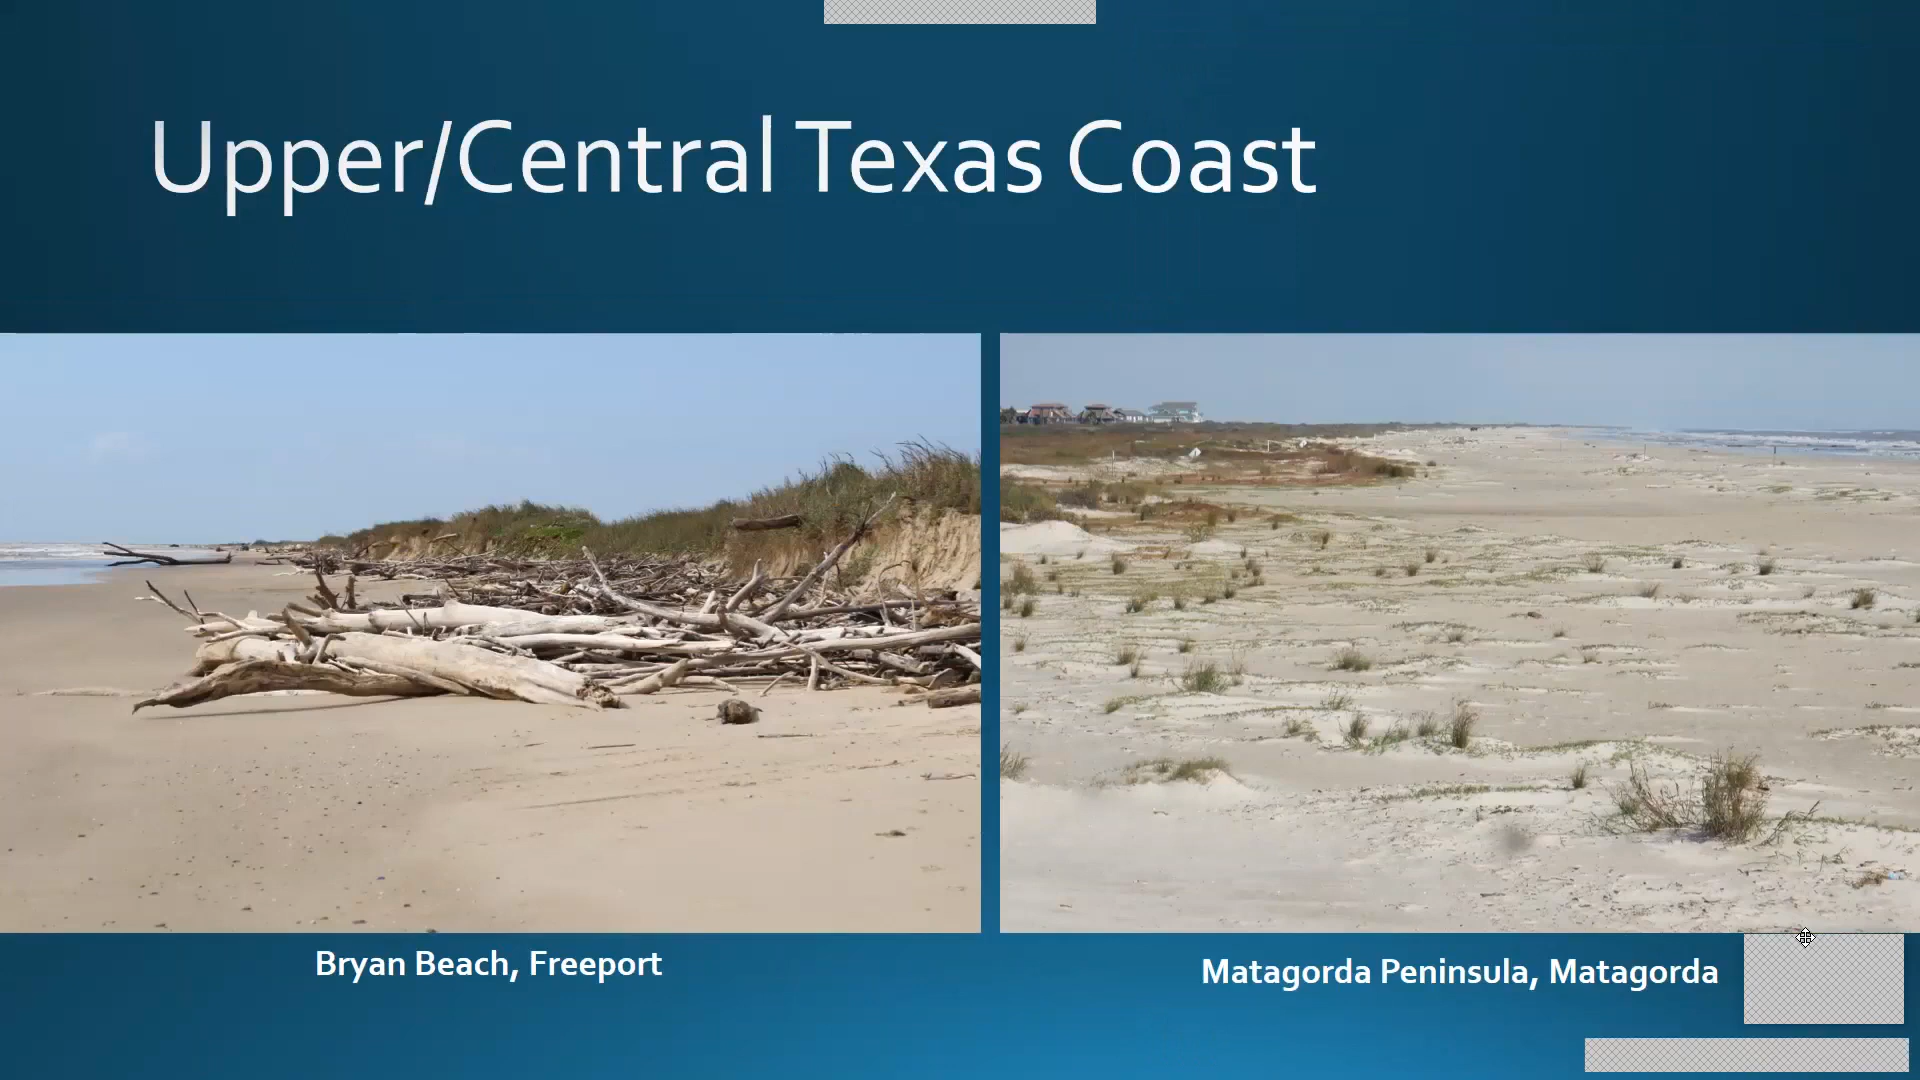 Upper/Central Texas Coast
Bryan Beach, Freeport
Matagorda Peninsula, Matagorda